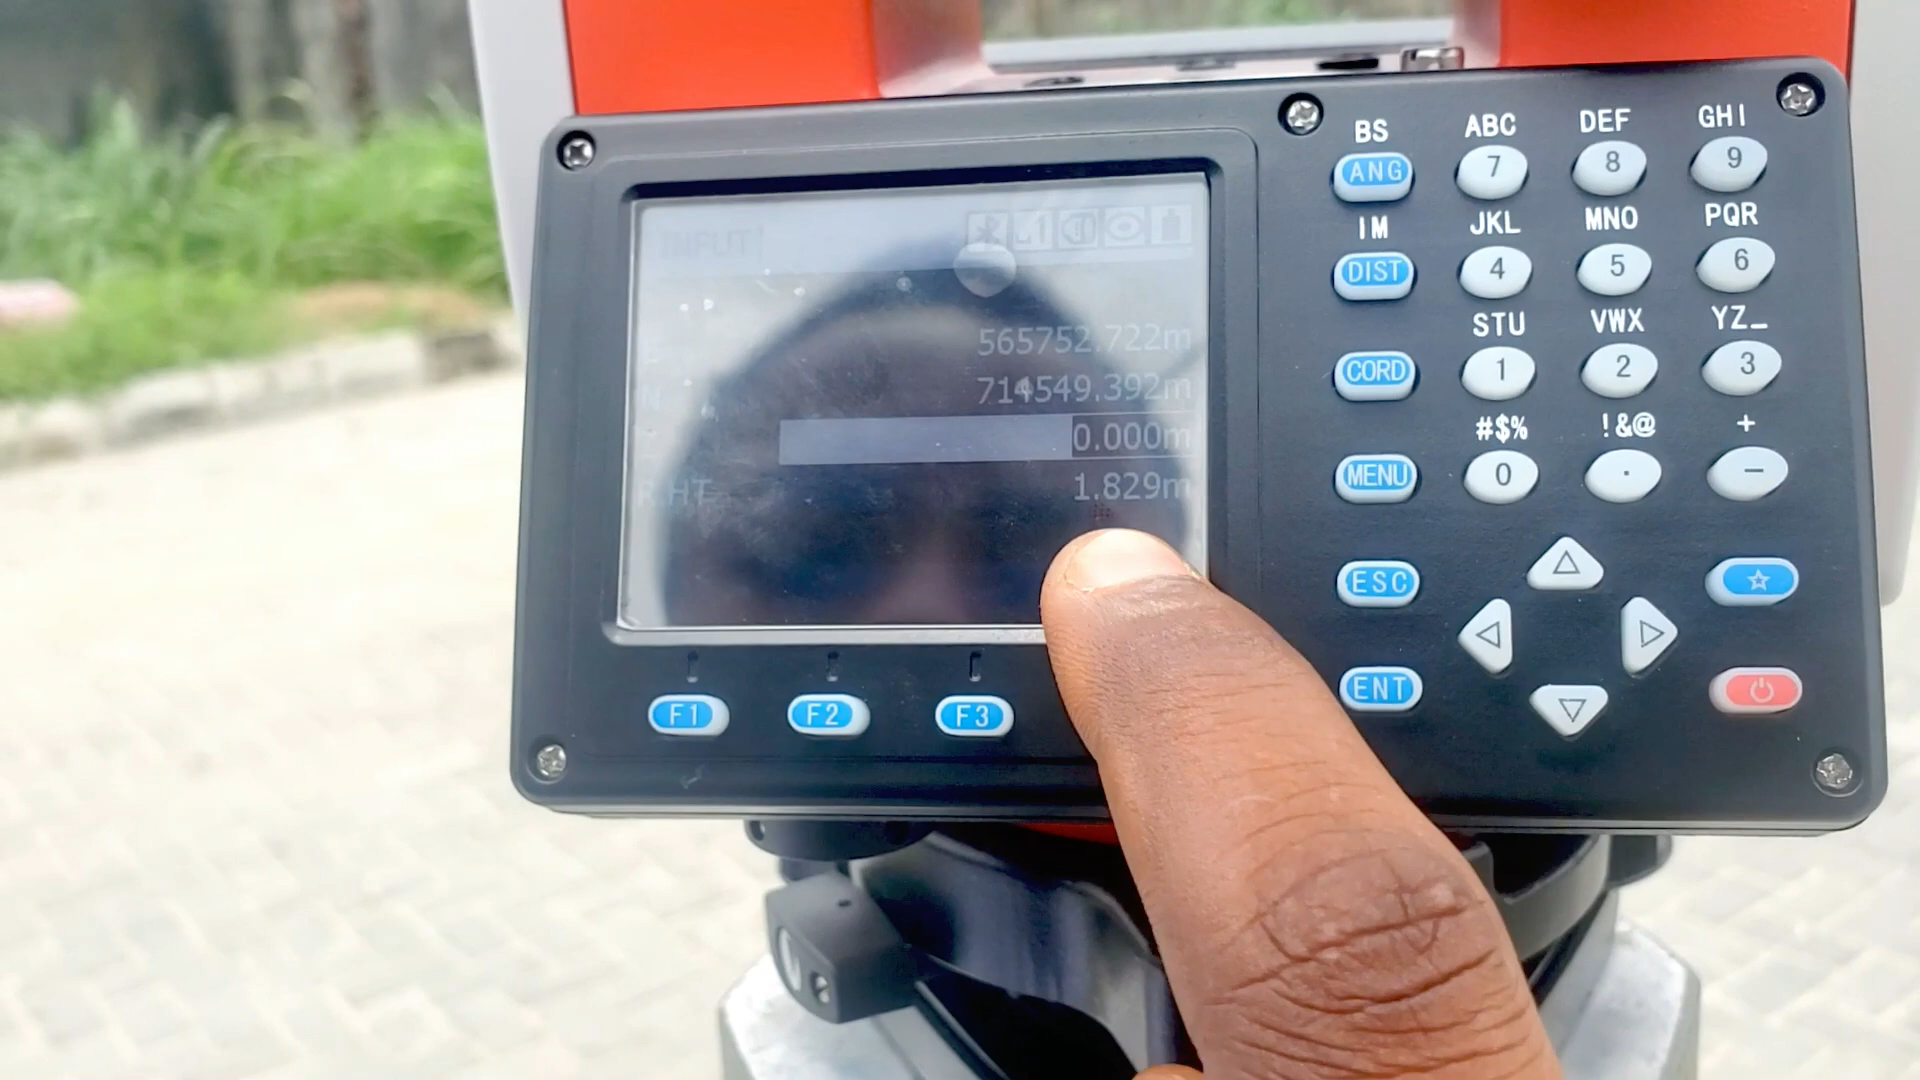 INPUT
565752.722m
N 714549.392m
0.000m
R.HT 1.829m
F1 F2 F3
BS ABC DEF GHI
ANG 7 8 9
IM JKL MNO PQR
DIST 4 5 6
STU VWX YZ_
CORD 1 2 3
#$% !&@ +
MENU 0 . −
ESC
ENT